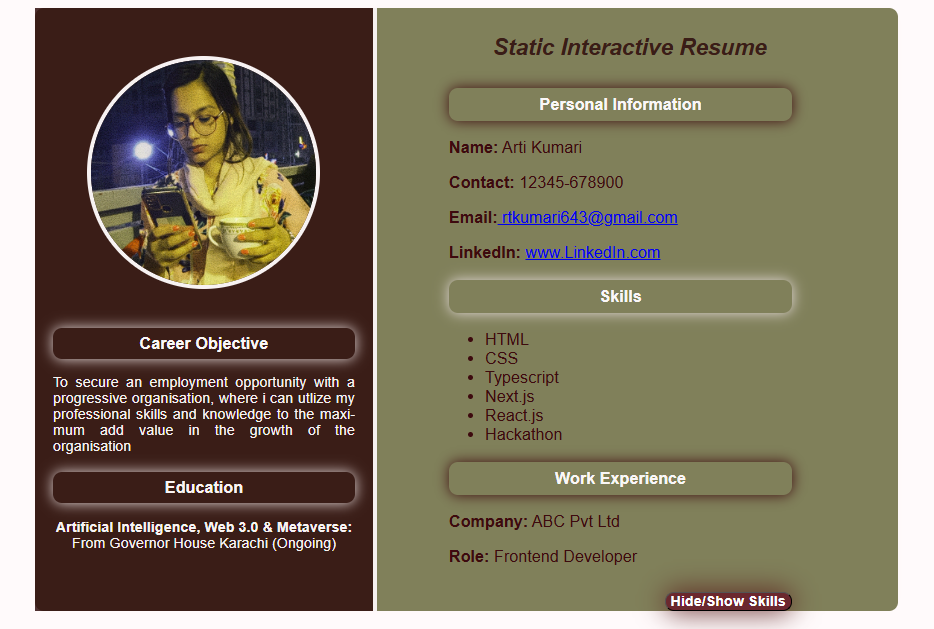 Career Objective
To secure an employment opportunity with a
progressive organisation, where i can utlize my
professional skills and knowledge to the maxi-
mum add value in the growth of the
organisation
Education
Artificial Intelligence, Web 3.0 & Metaverse:
From Governor House Karachi (Ongoing)
Static Interactive Resume
Personal Information
Name: Arti Kumari
Contact: 12345-678900
Email: rtkumari643@gmail.com
LinkedIn: www.LinkedIn.com
Skills
• HTML
• CSS
• Typescript
• Next.js
• React.js
• Hackathon
Work Experience
Company: ABC Pvt Ltd
Role: Frontend Developer
Hide/Show Skills